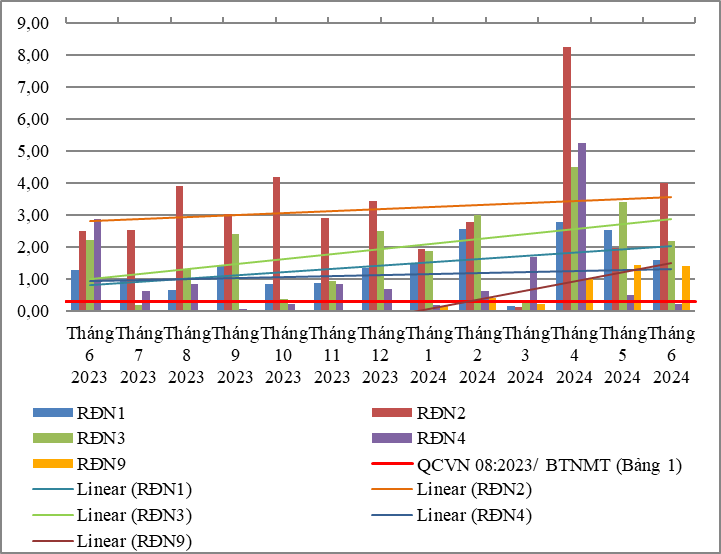 9,00
8,00
7,00
6,00
5,00
4,00
3,00
2,00
1,00
0,00
Tháng 6 2023
Tháng 7 2023
Tháng 8 2023
Tháng 9 2023
Tháng 10 2023
Tháng 11 2023
Tháng 12 2023
Tháng 1 2024
Tháng 2 2024
Tháng 3 2024
Tháng 4 2024
Tháng 5 2024
Tháng 6 2024
RĐN1
RĐN2
RĐN3
RĐN4
RĐN9
QCVN 08:2023/ BTNMT (Bảng 1)
Linear (RĐN1)
Linear (RĐN2)
Linear (RĐN3)
Linear (RĐN4)
Linear (RĐN9)